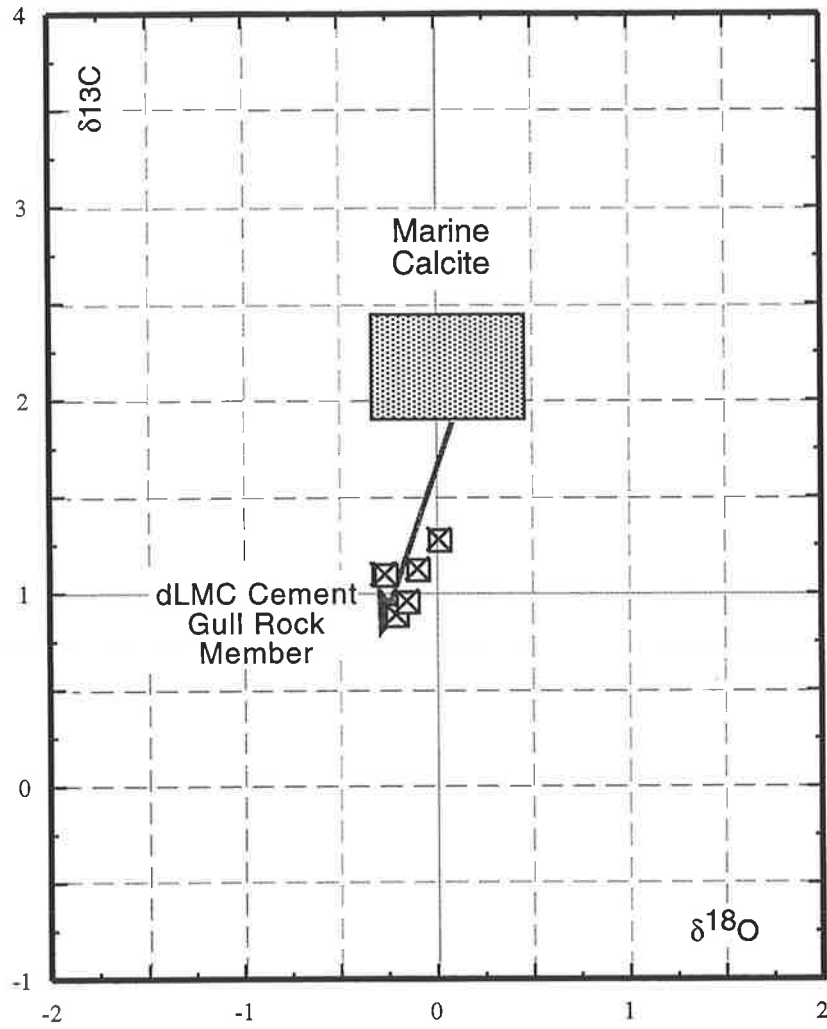 4
δ13C
3
Marine
Calcite
2
1
dLMC Cement
Gull Rock
Member
0
δ18O
-1
-2
-1
0
1
2